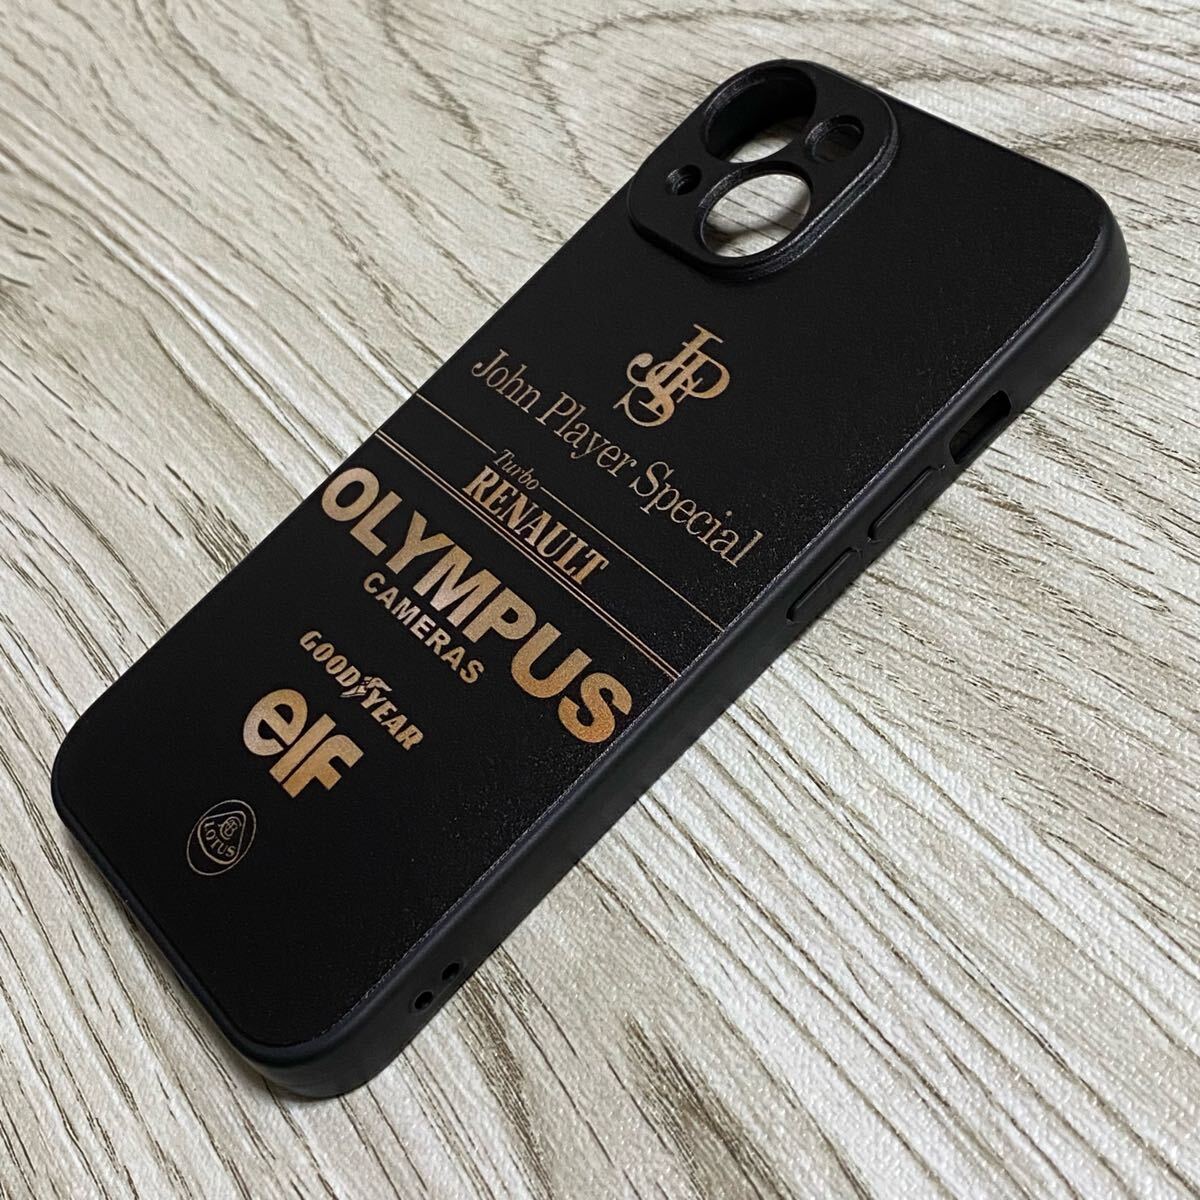 JPS
John Player Special
Turbo
RENAULT
OLYMPUS
CAMERAS
GOODYEAR
elf
LOTUS